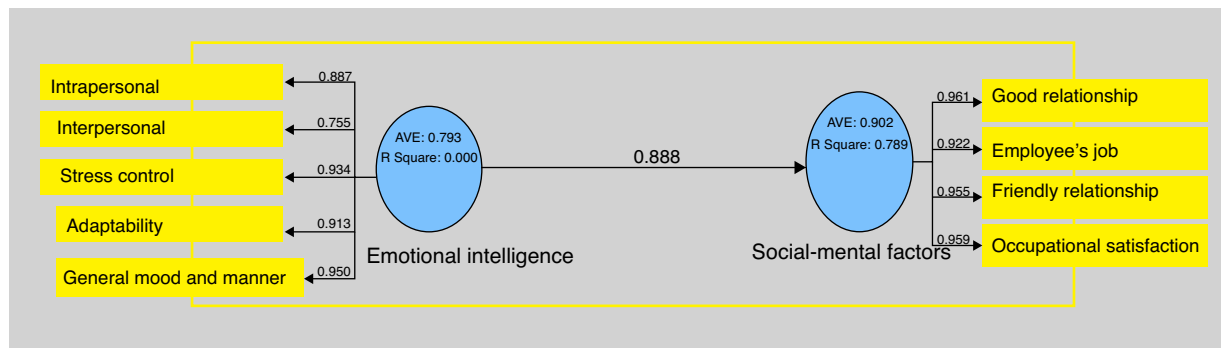 Intrapersonal
0.887
Interpersonal
0.755
Stress control
0.934
Adaptability
0.913
General mood and manner
0.950
AVE: 0.793
R Square: 0.000
Emotional intelligence
0.888
AVE: 0.902
R Square: 0.789
Social-mental factors
0.961
Good relationship
0.922
Employee's job
0.955
Friendly relationship
0.959
Occupational satisfaction